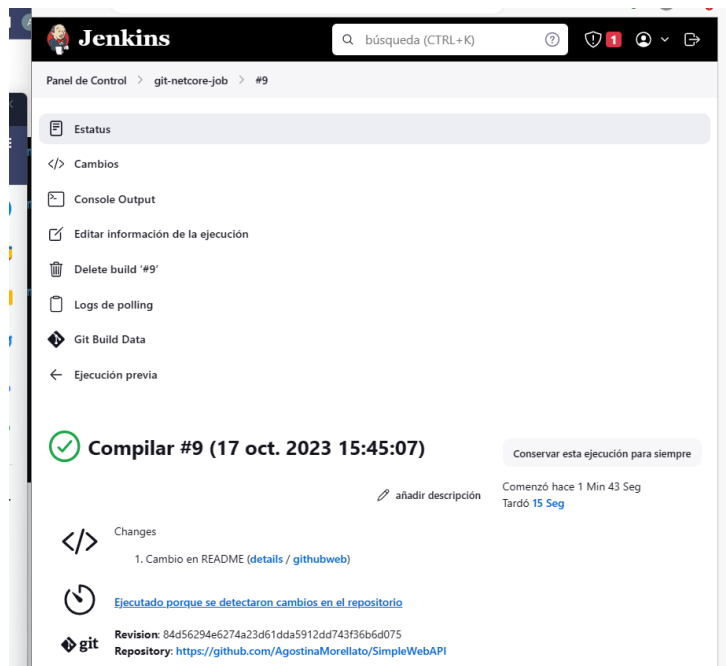 Jenkins
búsqueda (CTRL+K)
1
Panel de Control > git-netcore-job > #9
Estatus
Cambios
Console Output
Editar información de la ejecución
Delete build '#9'
Logs de polling
Git Build Data
Ejecución previa
Compilar #9 (17 oct. 2023 15:45:07)
Conservar esta ejecución para siempre
añadir descripción
Comenzó hace 1 Min 43 Seg
Tardó 15 Seg
Changes
1. Cambio en README (details / githubweb)
Ejecutado porque se detectaron cambios en el repositorio
git
Revision: 84d56294e6274a23d61dda5912dd743f36b6d075
Repository: https://github.com/AgostinaMorellato/SimpleWebAPI